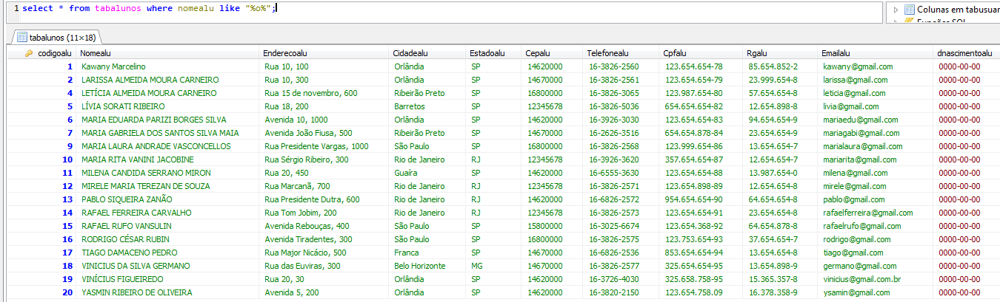 1 select * from tabalunos where nomealu like "%o%";
Colunas em tabusuar
Funções SQL
tabalunos (11×18)
codigoalu Nomealu Enderecoalu Cidadealu Estadoalu Cepalu Telefonealu Cpfalu Rgalu Emailalu dnascimentoalu
1 Kawany Marcelino Rua 10, 100 Orlândia SP 14620000 16-3826-2560 123.654.654-78 85.654.852-2 kawany@gmail.com 0000-00-00
2 LARISSA ALMEIDA MOURA CARNEIRO Rua 10, 300 Orlândia SP 14670000 16-3826-2561 123.654.654-79 23.999.654-8 larissa@gmail.com 0000-00-00
4 LETÍCIA ALMEIDA MOURA CARNEIRO Rua 15 de novembro, 600 Ribeirão Preto SP 16800000 16-3826-3065 123.987.654-80 57.654.654-8 leticia@gmail.com 0000-00-00
5 LÍVIA SORATI RIBEIRO Rua 18, 200 Barretos SP 12345678 16-3826-5036 654.654.654-82 12.654.898-8 livia@gmail.com 0000-00-00
6 MARIA EDUARDA PARIZI BORGES SILVA Avenida 10, 1000 Orlândia SP 14620000 16-3926-3030 123.654.654-83 94.654.654-9 mariaedu@gmail.com 0000-00-00
7 MARIA GABRIELA DOS SANTOS SILVA MAIA Avenida João Fiusa, 500 Ribeirão Preto SP 14670000 16-2626-3516 654.654.878-84 23.654.654-9 mariagabi@gmail.com 0000-00-00
9 MARIA LAURA ANDRADE VASCONCELLOS Rua Presidente Vargas, 1000 São Paulo SP 16800000 16-3826-2568 123.999.654-86 13.654.654-7 marialaura@gmail.com 0000-00-00
10 MARIA RITA VANINI JACOBINE Rua Sérgio Ribeiro, 300 Rio de Janeiro RJ 12345678 16-3926-3620 357.654.654-87 12.654.654-7 mariarita@gmail.com 0000-00-00
11 MILENA CANDIDA SERRANO MIRON Rua 20, 450 Guaíra SP 14620000 16-6555-3630 123.654.654-88 13.987.654-0 milena@gmail.com 0000-00-00
12 MIRELE MARIA TEREZAN DE SOUZA Rua Marcanã, 700 Rio de Janeiro RJ 12345678 16-3826-2571 123.654.898-89 12.654.654-8 mirele@gmail.com 0000-00-00
13 PABLO SIQUEIRA ZANÃO Rua Presidente Dutra, 600 Rio de Janeiro RJ 14620000 16-6826-2572 954.654.654-90 64.654.654-8 pablo@gmail.com 0000-00-00
14 RAFAEL FERREIRA CARVALHO Rua Tom Jobim, 200 Rio de Janeiro RJ 12345678 16-3826-2573 123.654.654-91 23.654.654-8 rafaelferreira@gmail.com 0000-00-00
15 RAFAEL RUFO VANSULIN Avenida Rebouças, 400 São Paulo SP 15800000 16-3025-6674 123.654.368-92 64.654.878-8 rafaelrufo@gmail.com 0000-00-00
16 RODRIGO CÉSAR RUBIN Avenida Tiradentes, 300 São Paulo SP 16800000 16-3826-2575 123.753.654-93 37.654.654-7 rodrigo@gmail.com 0000-00-00
17 TIAGO DAMACENO PEDRO Rua Major Nicácio, 500 Franca SP 14670000 16-6826-2536 853.654.654-94 13.654.654-8 tiago@gmail.com 0000-00-00
18 VINICIUS DA SILVA GERMANO Rua das Euviras, 300 Belo Horizonte MG 14670000 16-3826-2577 325.654.654-95 13.654.898-9 germano@gmail.com 0000-00-00
19 VINÍCIUS FIGUEIREDO Rua 20, 30 Orlândia SP 14620000 16-3726-4030 325.658.758-95 15.365.357-8 vinicius@gmail.com.br 0000-00-00
20 YASMIN RIBEIRO DE OLIVEIRA Avenida 5, 200 Orlândia SP 14620000 16-3820-2150 123.654.758.09 16.378.358-9 ysamin@gmail.com 0000-00-00